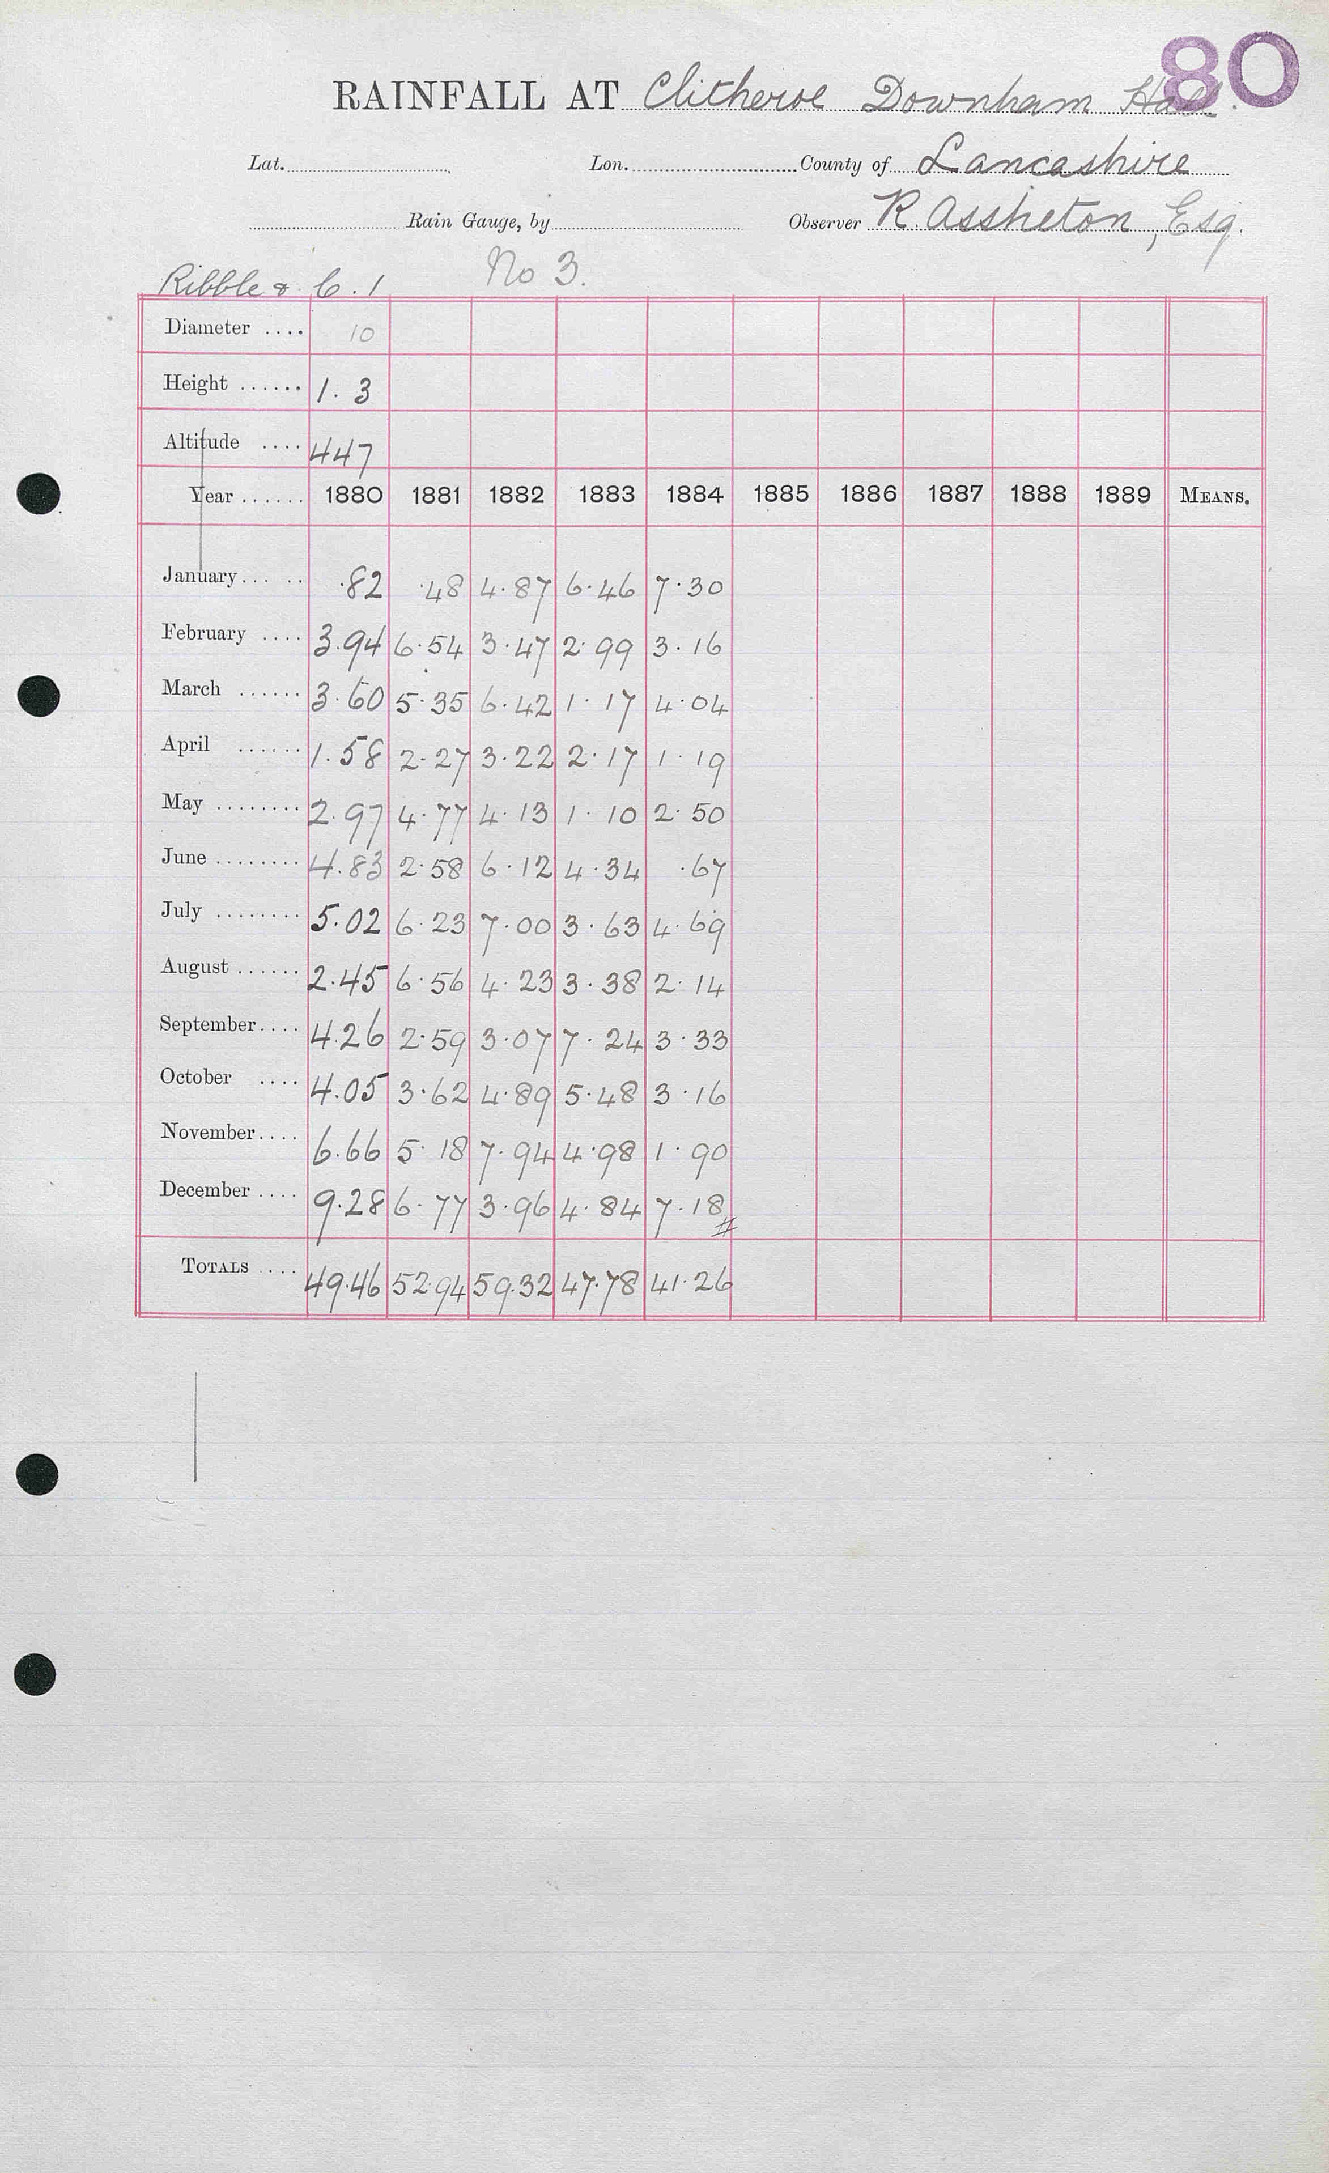 80
RAINFALL AT Clitheroe Downham Hall.
Lat. Lon. County of Lancashire
Rain Gauge, by Observer R. Assheton, Esq.
Ribble & C. 1 No 3.
Diameter .... 10
Height ...... 1. 3
Altitude .... 447
Year ...... 1880 1881 1882 1883 1884 1885 1886 1887 1888 1889 MEANS.
January... .. .82 .48 4.87 6.46 7.30
February .... 3.94 6.54 3.47 2.99 3.16
March ...... 3.60 5.35 6.42 1.17 4.04
April ...... 1.58 2.27 3.22 2.17 1.19
May ........ 2.97 4.77 4.13 1.10 2.50
June ........ 4.83 2.58 6.12 4.34 .67
July ........ 5.02 6.23 7.00 3.63 4.69
August ...... 2.45 6.56 4.23 3.38 2.14
September.... 4.26 2.59 3.07 7.24 3.33
October .... 4.05 3.62 4.89 5.48 3.16
November.... 6.66 5.18 7.94 4.98 1.90
December .... 9.28 6.77 3.96 4.84 7.18
TOTALS .... 49.46 52.94 59.32 47.78 41.26